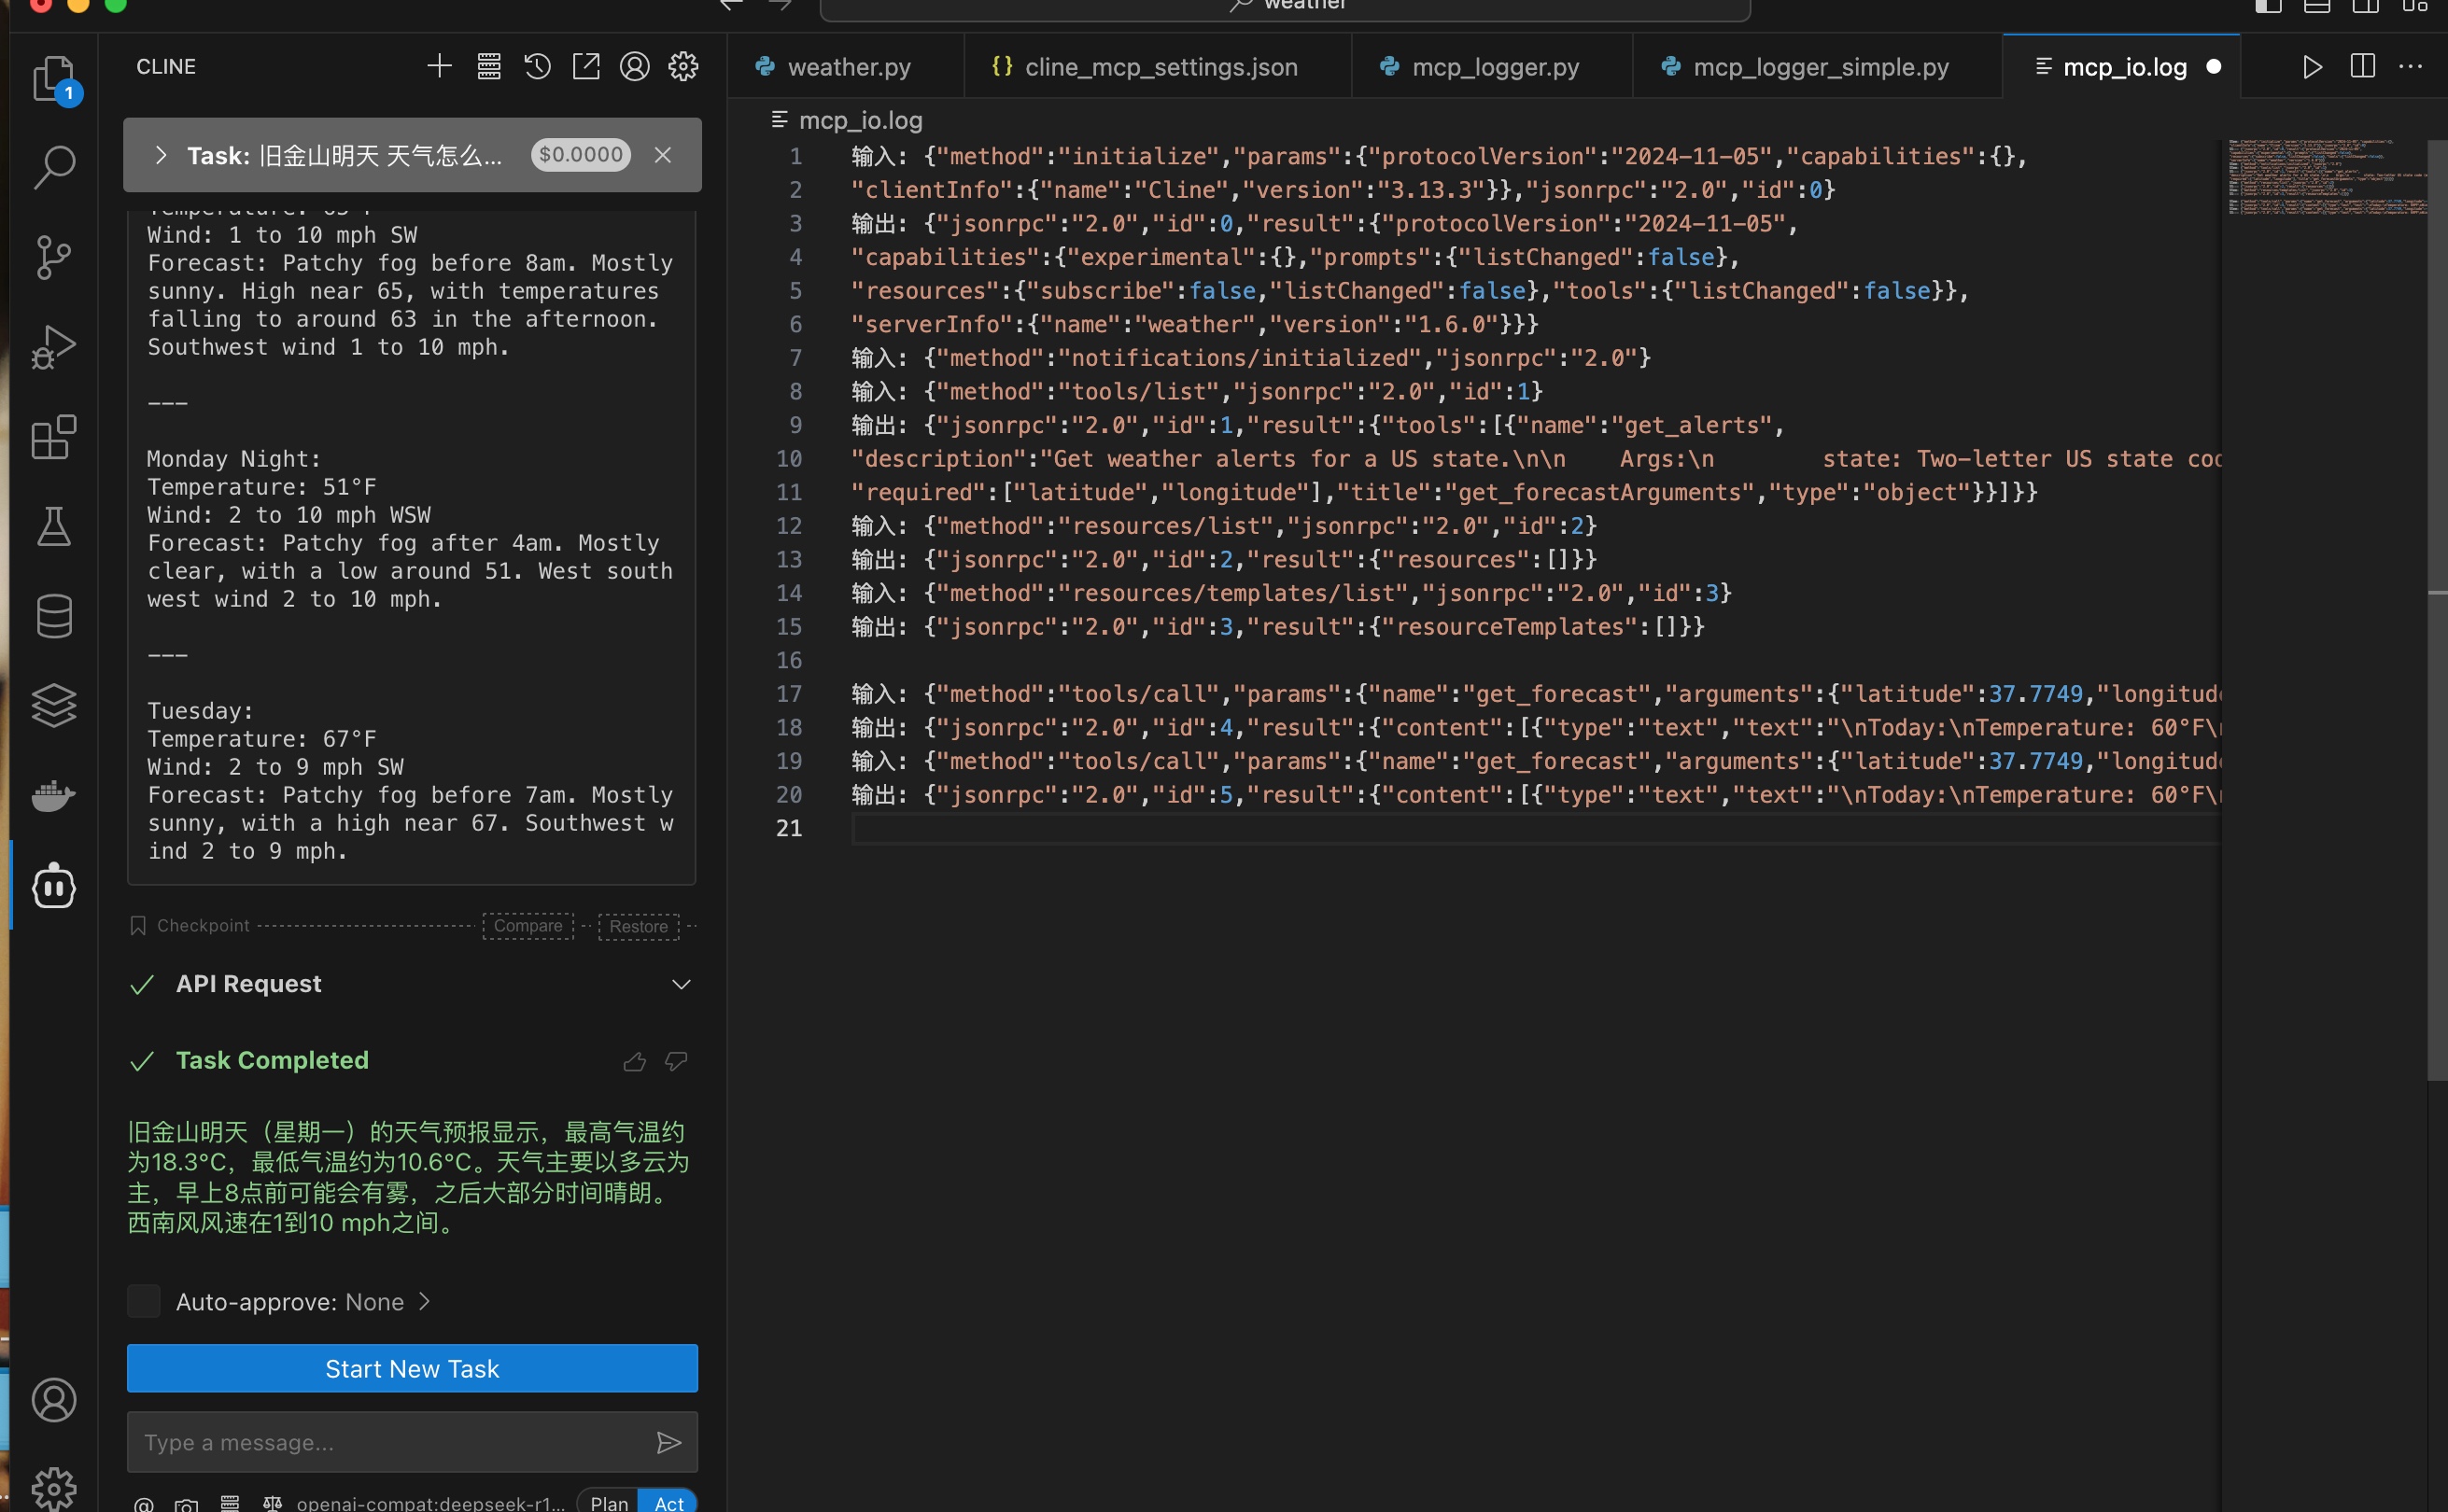 weather
CLINE
Task: 旧金山明天 天气怎么... $0.0000
Wind: 1 to 10 mph SW
Forecast: Patchy fog before 8am. Mostly
sunny. High near 65, with temperatures
falling to around 63 in the afternoon.
Southwest wind 1 to 10 mph.
---
Monday Night:
Temperature: 51°F
Wind: 2 to 10 mph WSW
Forecast: Patchy fog after 4am. Mostly
clear, with a low around 51. West south
west wind 2 to 10 mph.
---
Tuesday:
Temperature: 67°F
Wind: 2 to 9 mph SW
Forecast: Patchy fog before 7am. Mostly
sunny, with a high near 67. Southwest w
ind 2 to 9 mph.
Checkpoint Compare Restore
API Request
Task Completed
旧金山明天（星期一）的天气预报显示，最高气温约
为18.3°C，最低气温约为10.6°C。天气主要以多云为
主，早上8点前可能会有雾，之后大部分时间晴朗。
西南风风速在1到10 mph之间。
Auto-approve: None
Start New Task
Type a message...
openai-compat:deepseek-r1... Plan Act
1
weather.py cline_mcp_settings.json mcp_logger.py mcp_logger_simple.py mcp_io.log
mcp_io.log
1 输入: {"method":"initialize","params":{"protocolVersion":"2024-11-05","capabilities":{},
2 "clientInfo":{"name":"Cline","version":"3.13.3"}},"jsonrpc":"2.0","id":0}
3 输出: {"jsonrpc":"2.0","id":0,"result":{"protocolVersion":"2024-11-05",
4 "capabilities":{"experimental":{},"prompts":{"listChanged":false},
5 "resources":{"subscribe":false,"listChanged":false},"tools":{"listChanged":false}},
6 "serverInfo":{"name":"weather","version":"1.6.0"}}}
7 输入: {"method":"notifications/initialized","jsonrpc":"2.0"}
8 输入: {"method":"tools/list","jsonrpc":"2.0","id":1}
9 输出: {"jsonrpc":"2.0","id":1,"result":{"tools":[{"name":"get_alerts",
10 "description":"Get weather alerts for a US state.\n\n    Args:\n        state: Two-letter US state cod
11 "required":["latitude","longitude"],"title":"get_forecastArguments","type":"object"}}]}}
12 输入: {"method":"resources/list","jsonrpc":"2.0","id":2}
13 输出: {"jsonrpc":"2.0","id":2,"result":{"resources":[]}}
14 输入: {"method":"resources/templates/list","jsonrpc":"2.0","id":3}
15 输出: {"jsonrpc":"2.0","id":3,"result":{"resourceTemplates":[]}}
16
17 输入: {"method":"tools/call","params":{"name":"get_forecast","arguments":{"latitude":37.7749,"longitude
18 输出: {"jsonrpc":"2.0","id":4,"result":{"content":[{"type":"text","text":"\nToday:\nTemperature: 60°F\
19 输入: {"method":"tools/call","params":{"name":"get_forecast","arguments":{"latitude":37.7749,"longitude
20 输出: {"jsonrpc":"2.0","id":5,"result":{"content":[{"type":"text","text":"\nToday:\nTemperature: 60°F\
21